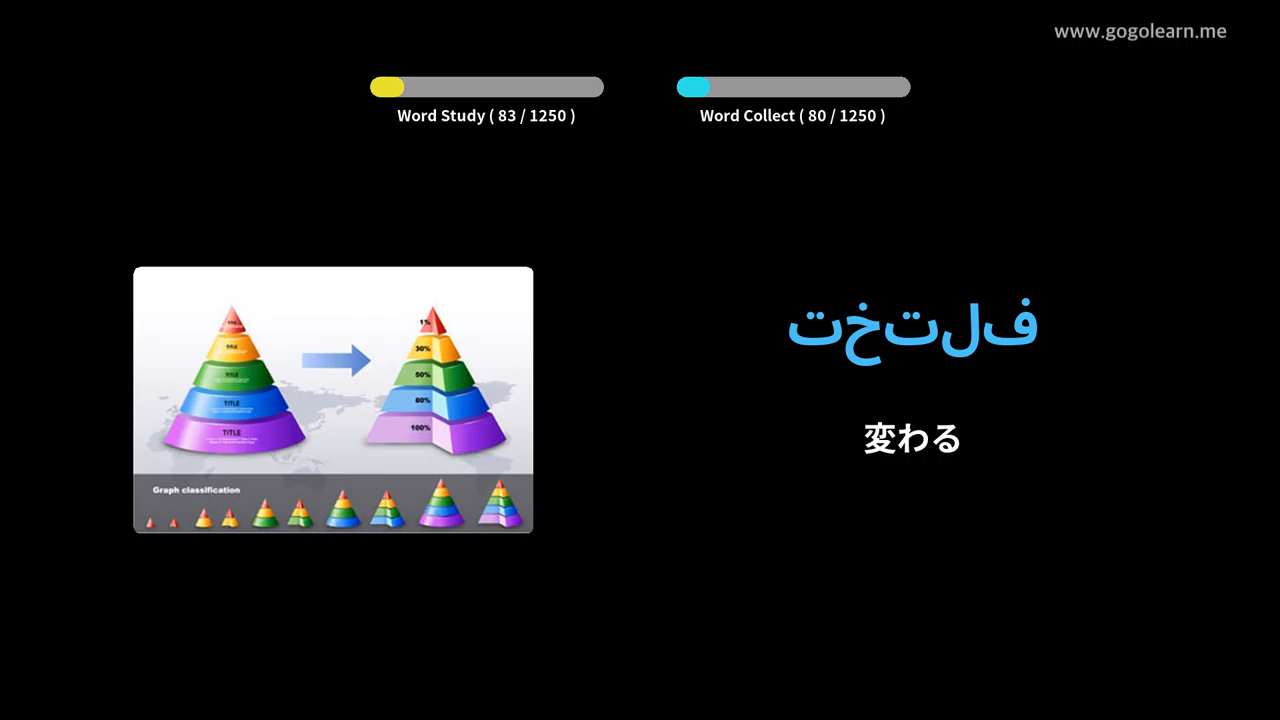 www.gogolearn.me
Word Study ( 83 / 1250 )
Word Collect ( 80 / 1250 )
ف‌ل‌ت‌خ‌ت
変わる
TITLE
TITLE
TITLE
TITLE
1%
30%
50%
80%
100%
Graph classification